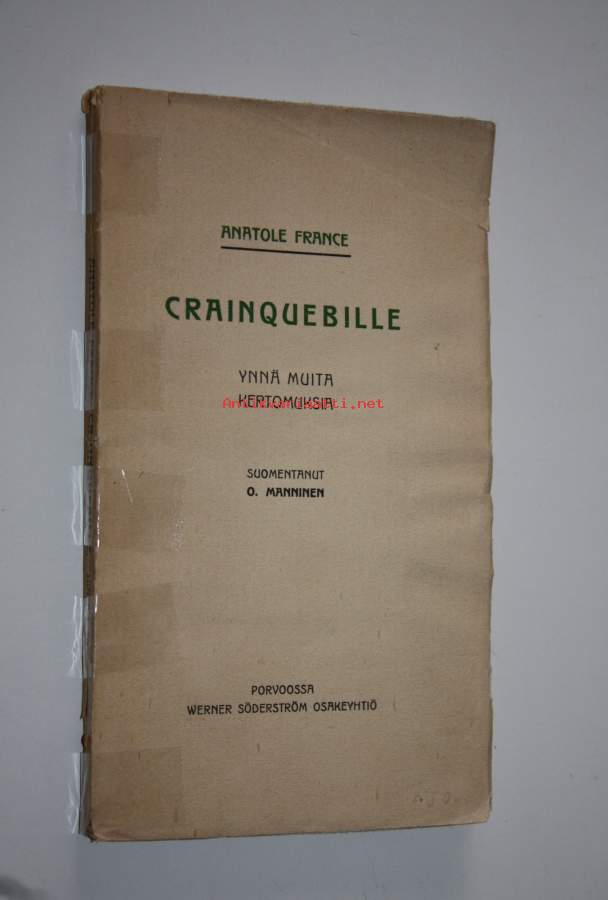 ANATOLE FRANCE
CRAINQUEBILLE
YNNÄ MUITA
KERTOMUKSIA
Antikvariaatti.net
SUOMENTANUT
O. MANNINEN
PORVOOSSA
WERNER SÖDERSTRÖM OSAKEYHTIÖ